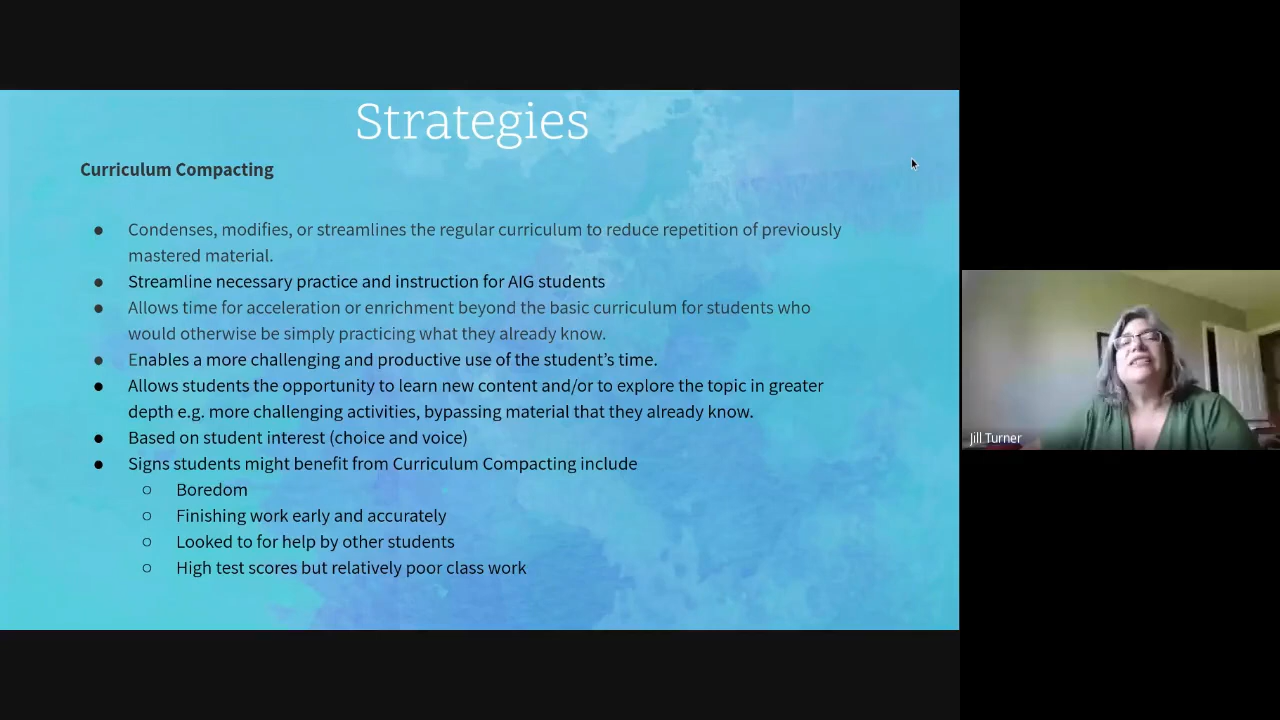 Strategies
Curriculum Compacting
● Condenses, modifies, or streamlines the regular curriculum to reduce repetition of previously
mastered material.
● Streamline necessary practice and instruction for AIG students
● Allows time for acceleration or enrichment beyond the basic curriculum for students who
would otherwise be simply practicing what they already know.
● Enables a more challenging and productive use of the student’s time.
● Allows students the opportunity to learn new content and/or to explore the topic in greater
depth e.g. more challenging activities, bypassing material that they already know.
● Based on student interest (choice and voice)
● Signs students might benefit from Curriculum Compacting include
○ Boredom
○ Finishing work early and accurately
○ Looked to for help by other students
○ High test scores but relatively poor class work
Jill Turner